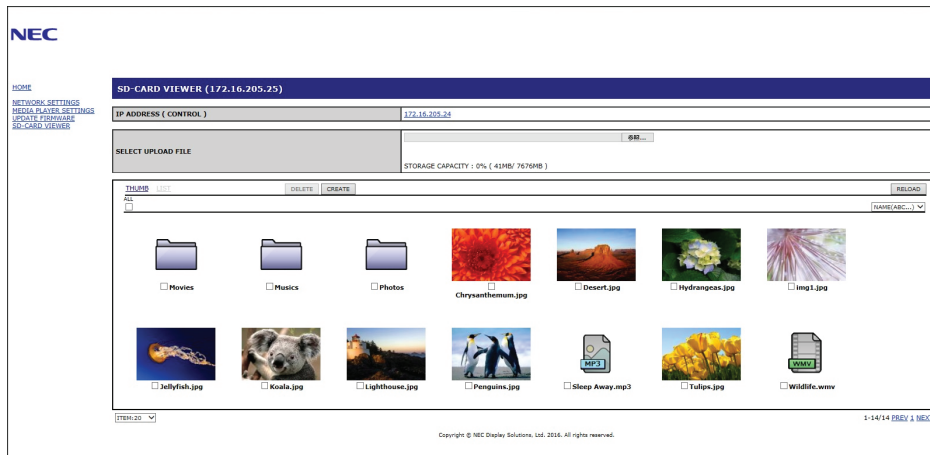 NEC
HOME
NETWORK SETTINGS
MEDIA PLAYER SETTINGS
UPDATE FIRMWARE
SD-CARD VIEWER
SD-CARD VIEWER (172.16.205.25)
IP ADDRESS ( CONTROL ) 172.16.205.24
SELECT UPLOAD FILE
参照...
STORAGE CAPACITY : 0% ( 41MB/ 7676MB )
THUMB LIST DELETE CREATE RELOAD
ALL
NAME(ABC...)
Movies Musics Photos Chrysanthemum.jpg Desert.jpg Hydrangeas.jpg img1.jpg
MP3 WMV
Jellyfish.jpg Koala.jpg Lighthouse.jpg Penguins.jpg Sleep Away.mp3 Tulips.jpg Wildlife.wmv
ITEM:20 1-14/14 PREV 1 NEX
Copyright © NEC Display Solutions, Ltd. 2016. All rights reserved.